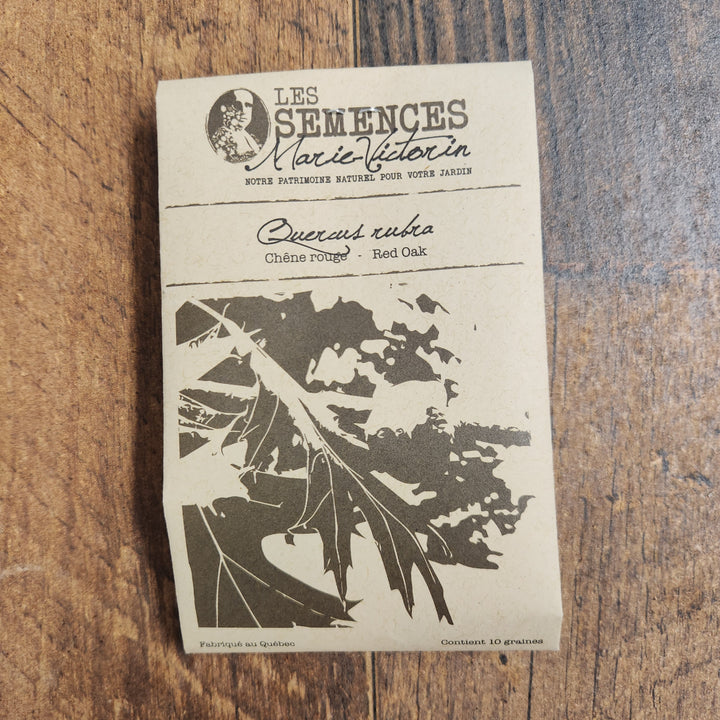 LES
SEMENCES
Marie-Victorin
NOTRE PATRIMOINE NATUREL POUR VOTRE JARDIN
Quercus rubra
Chêne rouge - Red Oak
Fabriqué au Québec
Contient 10 graines